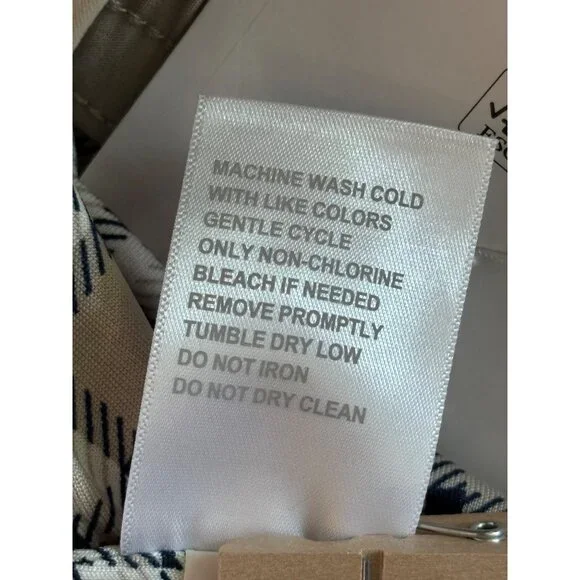 MACHINE WASH COLD
WITH LIKE COLORS
GENTLE CYCLE
ONLY NON-CHLORINE
BLEACH IF NEEDED
REMOVE PROMPTLY
TUMBLE DRY LOW
DO NOT IRON
DO NOT DRY CLEAN